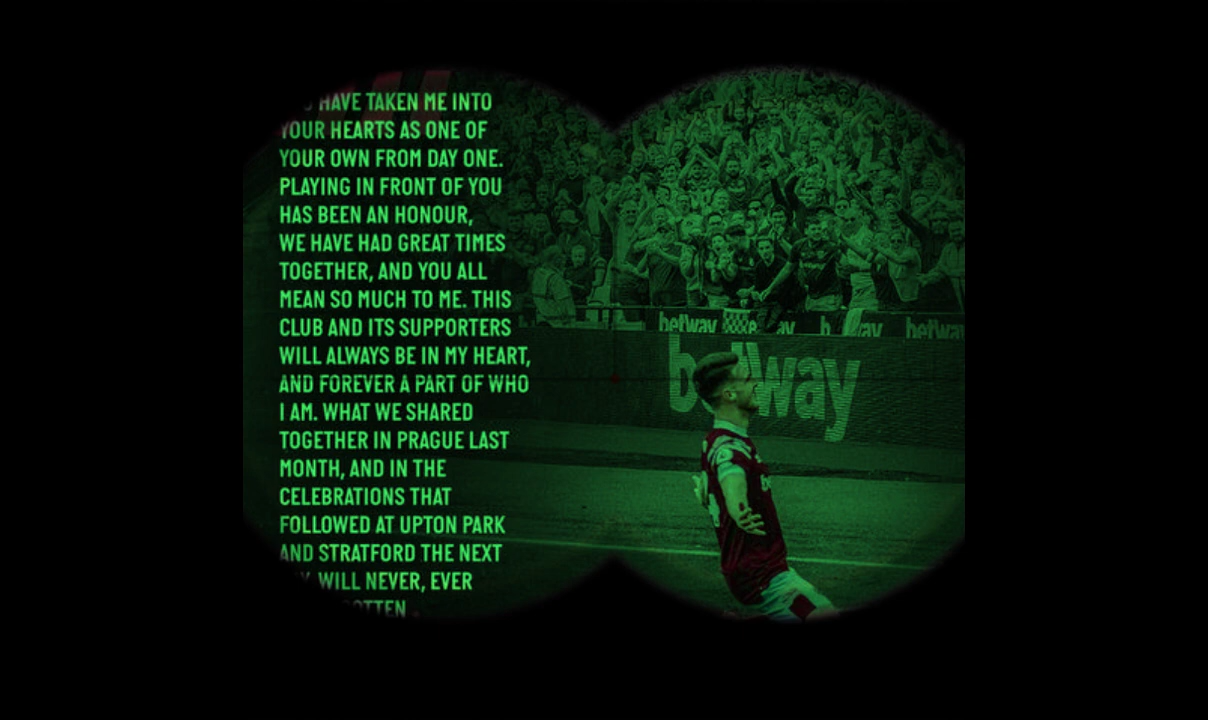 HAVE TAKEN ME INTO
YOUR HEARTS AS ONE OF
YOUR OWN FROM DAY ONE.
PLAYING IN FRONT OF YOU
HAS BEEN AN HONOUR,
WE HAVE HAD GREAT TIMES
TOGETHER, AND YOU ALL
MEAN SO MUCH TO ME. THIS
CLUB AND ITS SUPPORTERS
WILL ALWAYS BE IN MY HEART,
AND FOREVER A PART OF WHO
I AM. WHAT WE SHARED
TOGETHER IN PRAGUE LAST
MONTH, AND IN THE
CELEBRATIONS THAT
FOLLOWED AT UPTON PARK
AND STRATFORD THE NEXT
WILL NEVER, EVER
betway
betway
betway